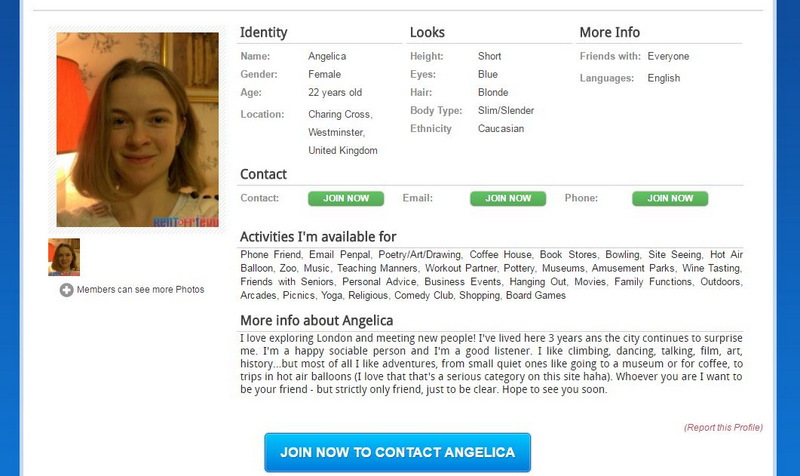 Identity
Name: Angelica
Gender: Female
Age: 22 years old
Location: Charing Cross,
Westminster,
United Kingdom
Looks
Height: Short
Eyes: Blue
Hair: Blonde
Body Type: Slim/Slender
Ethnicity Caucasian
More Info
Friends with: Everyone
Languages: English
RENTAFRIEND
Members can see more Photos
Contact
Contact: JOIN NOW Email: JOIN NOW Phone: JOIN NOW
Activities I'm available for
Phone Friend, Email Penpal, Poetry/Art/Drawing, Coffee House, Book Stores, Bowling, Site Seeing, Hot Air
Balloon, Zoo, Music, Teaching Manners, Workout Partner, Pottery, Museums, Amusement Parks, Wine Tasting,
Friends with Seniors, Personal Advice, Business Events, Hanging Out, Movies, Family Functions, Outdoors,
Arcades, Picnics, Yoga, Religious, Comedy Club, Shopping, Board Games
More info about Angelica
I love exploring London and meeting new people! I've lived here 3 years ans the city continues to surprise
me. I'm a happy sociable person and I'm a good listener. I like climbing, dancing, talking, film, art,
history...but most of all I like adventures, from small quiet ones like going to a museum or for coffee, to
trips in hot air balloons (I love that that's a serious category on this site haha). Whoever you are I want to
be your friend - but strictly only friend, just to be clear. Hope to see you soon.
(Report this Profile)
JOIN NOW TO CONTACT ANGELICA